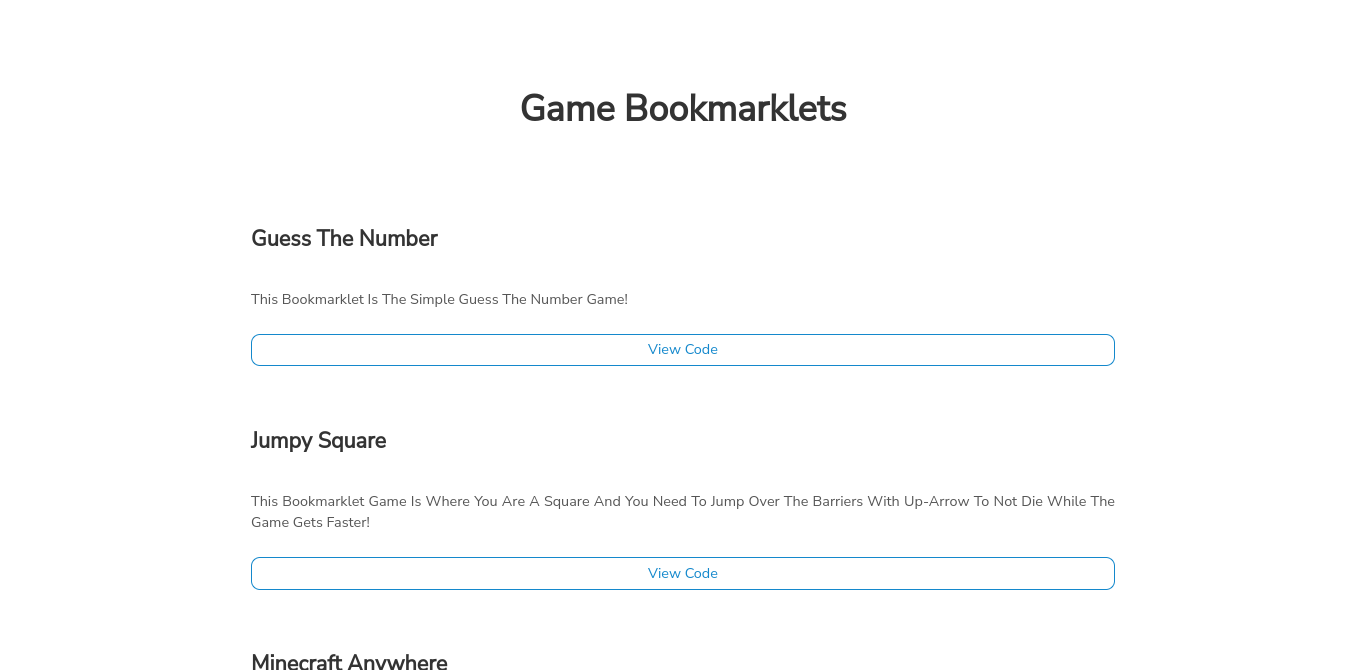 Game Bookmarklets
Guess The Number
This Bookmarklet Is The Simple Guess The Number Game!
View Code
Jumpy Square
This Bookmarklet Game Is Where You Are A Square And You Need To Jump Over The Barriers With Up-Arrow To Not Die While The
Game Gets Faster!
View Code
Minecraft Anywhere